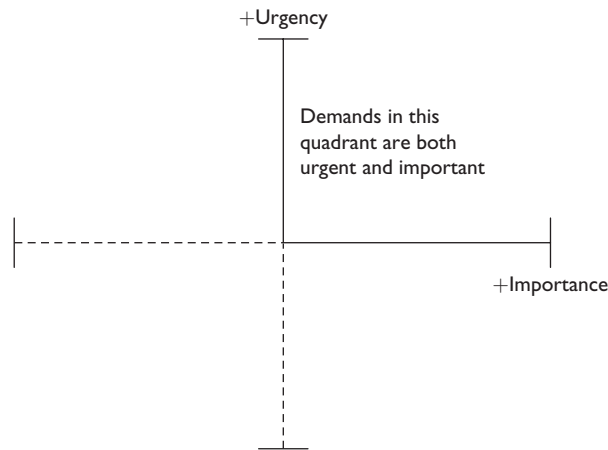 +Urgency
Demands in this
quadrant are both
urgent and important
+Importance